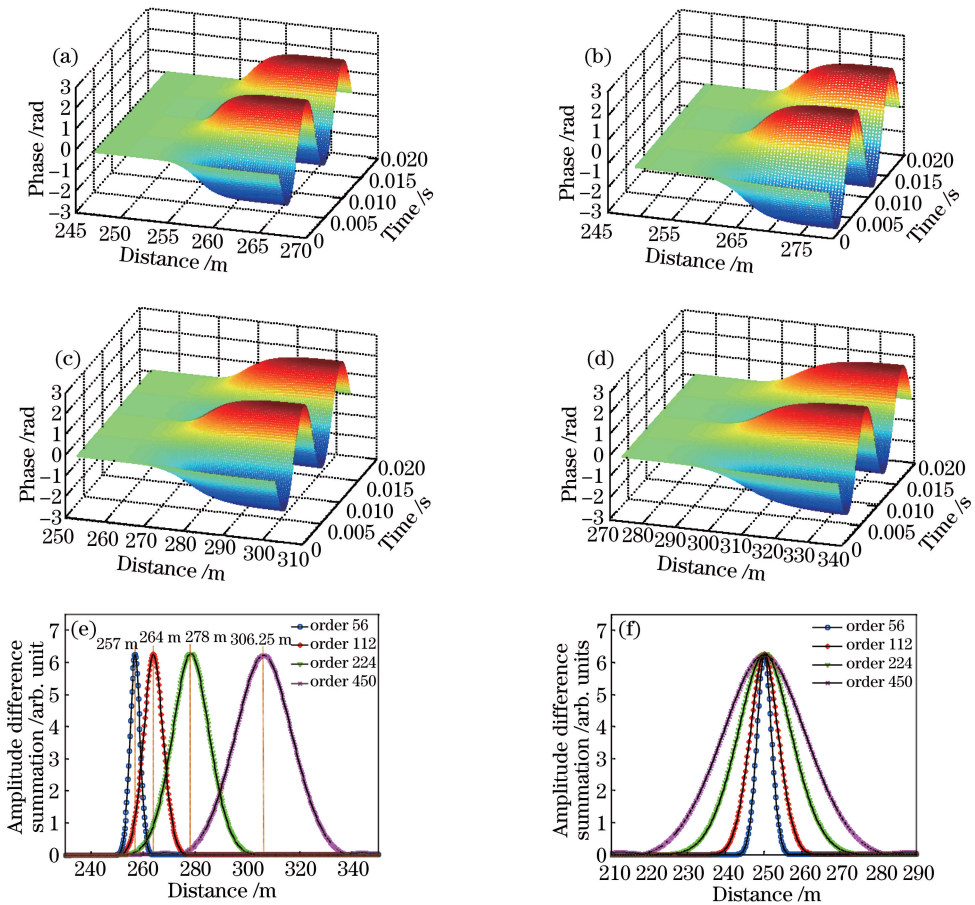 (a)
Phase /rad
3
2
1
0
−1
−2
−3
245 250 255 260 265 270
Distance /m
0 0.005 0.010 0.015 0.020
Time /s
(b)
Phase /rad
3
2
1
0
−1
−2
−3
245 255 265 275
Distance /m
0 0.005 0.010 0.015 0.020
Time /s
(c)
Phase /rad
3
2
1
0
−1
−2
−3
250 260 270 280 290 300 310
Distance /m
0 0.005 0.010 0.015 0.020
Time /s
(d)
Phase /rad
3
2
1
0
−1
−2
−3
270 280 290 300 310 320 330 340
Distance /m
0 0.005 0.010 0.015 0.020
Time /s
(e)
Amplitude difference
summation /arb. unit
7
6
5
4
3
2
1
0
257 m 264 m 278 m 306.25 m
order 56
order 112
order 224
order 450
240 260 280 300 320 340
Distance /m
(f)
Amplitude difference
summation /arb. units
7
6
5
4
3
2
1
0
order 56
order 112
order 224
order 450
210 220 230 240 250 260 270 280 290
Distance /m